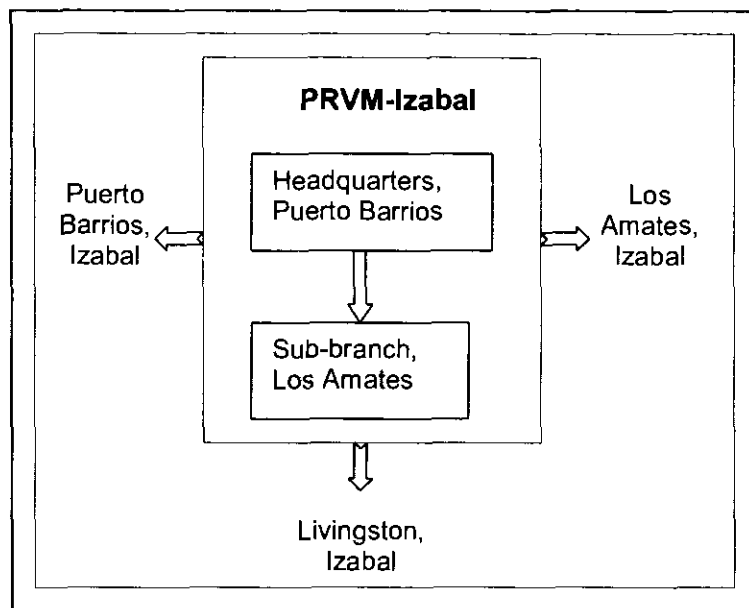 PRVM-Izabal
Headquarters,
Puerto Barrios
Puerto
Barrios,
Izabal
Los
Amates,
Izabal
Sub-branch,
Los Amates
Livingston,
Izabal